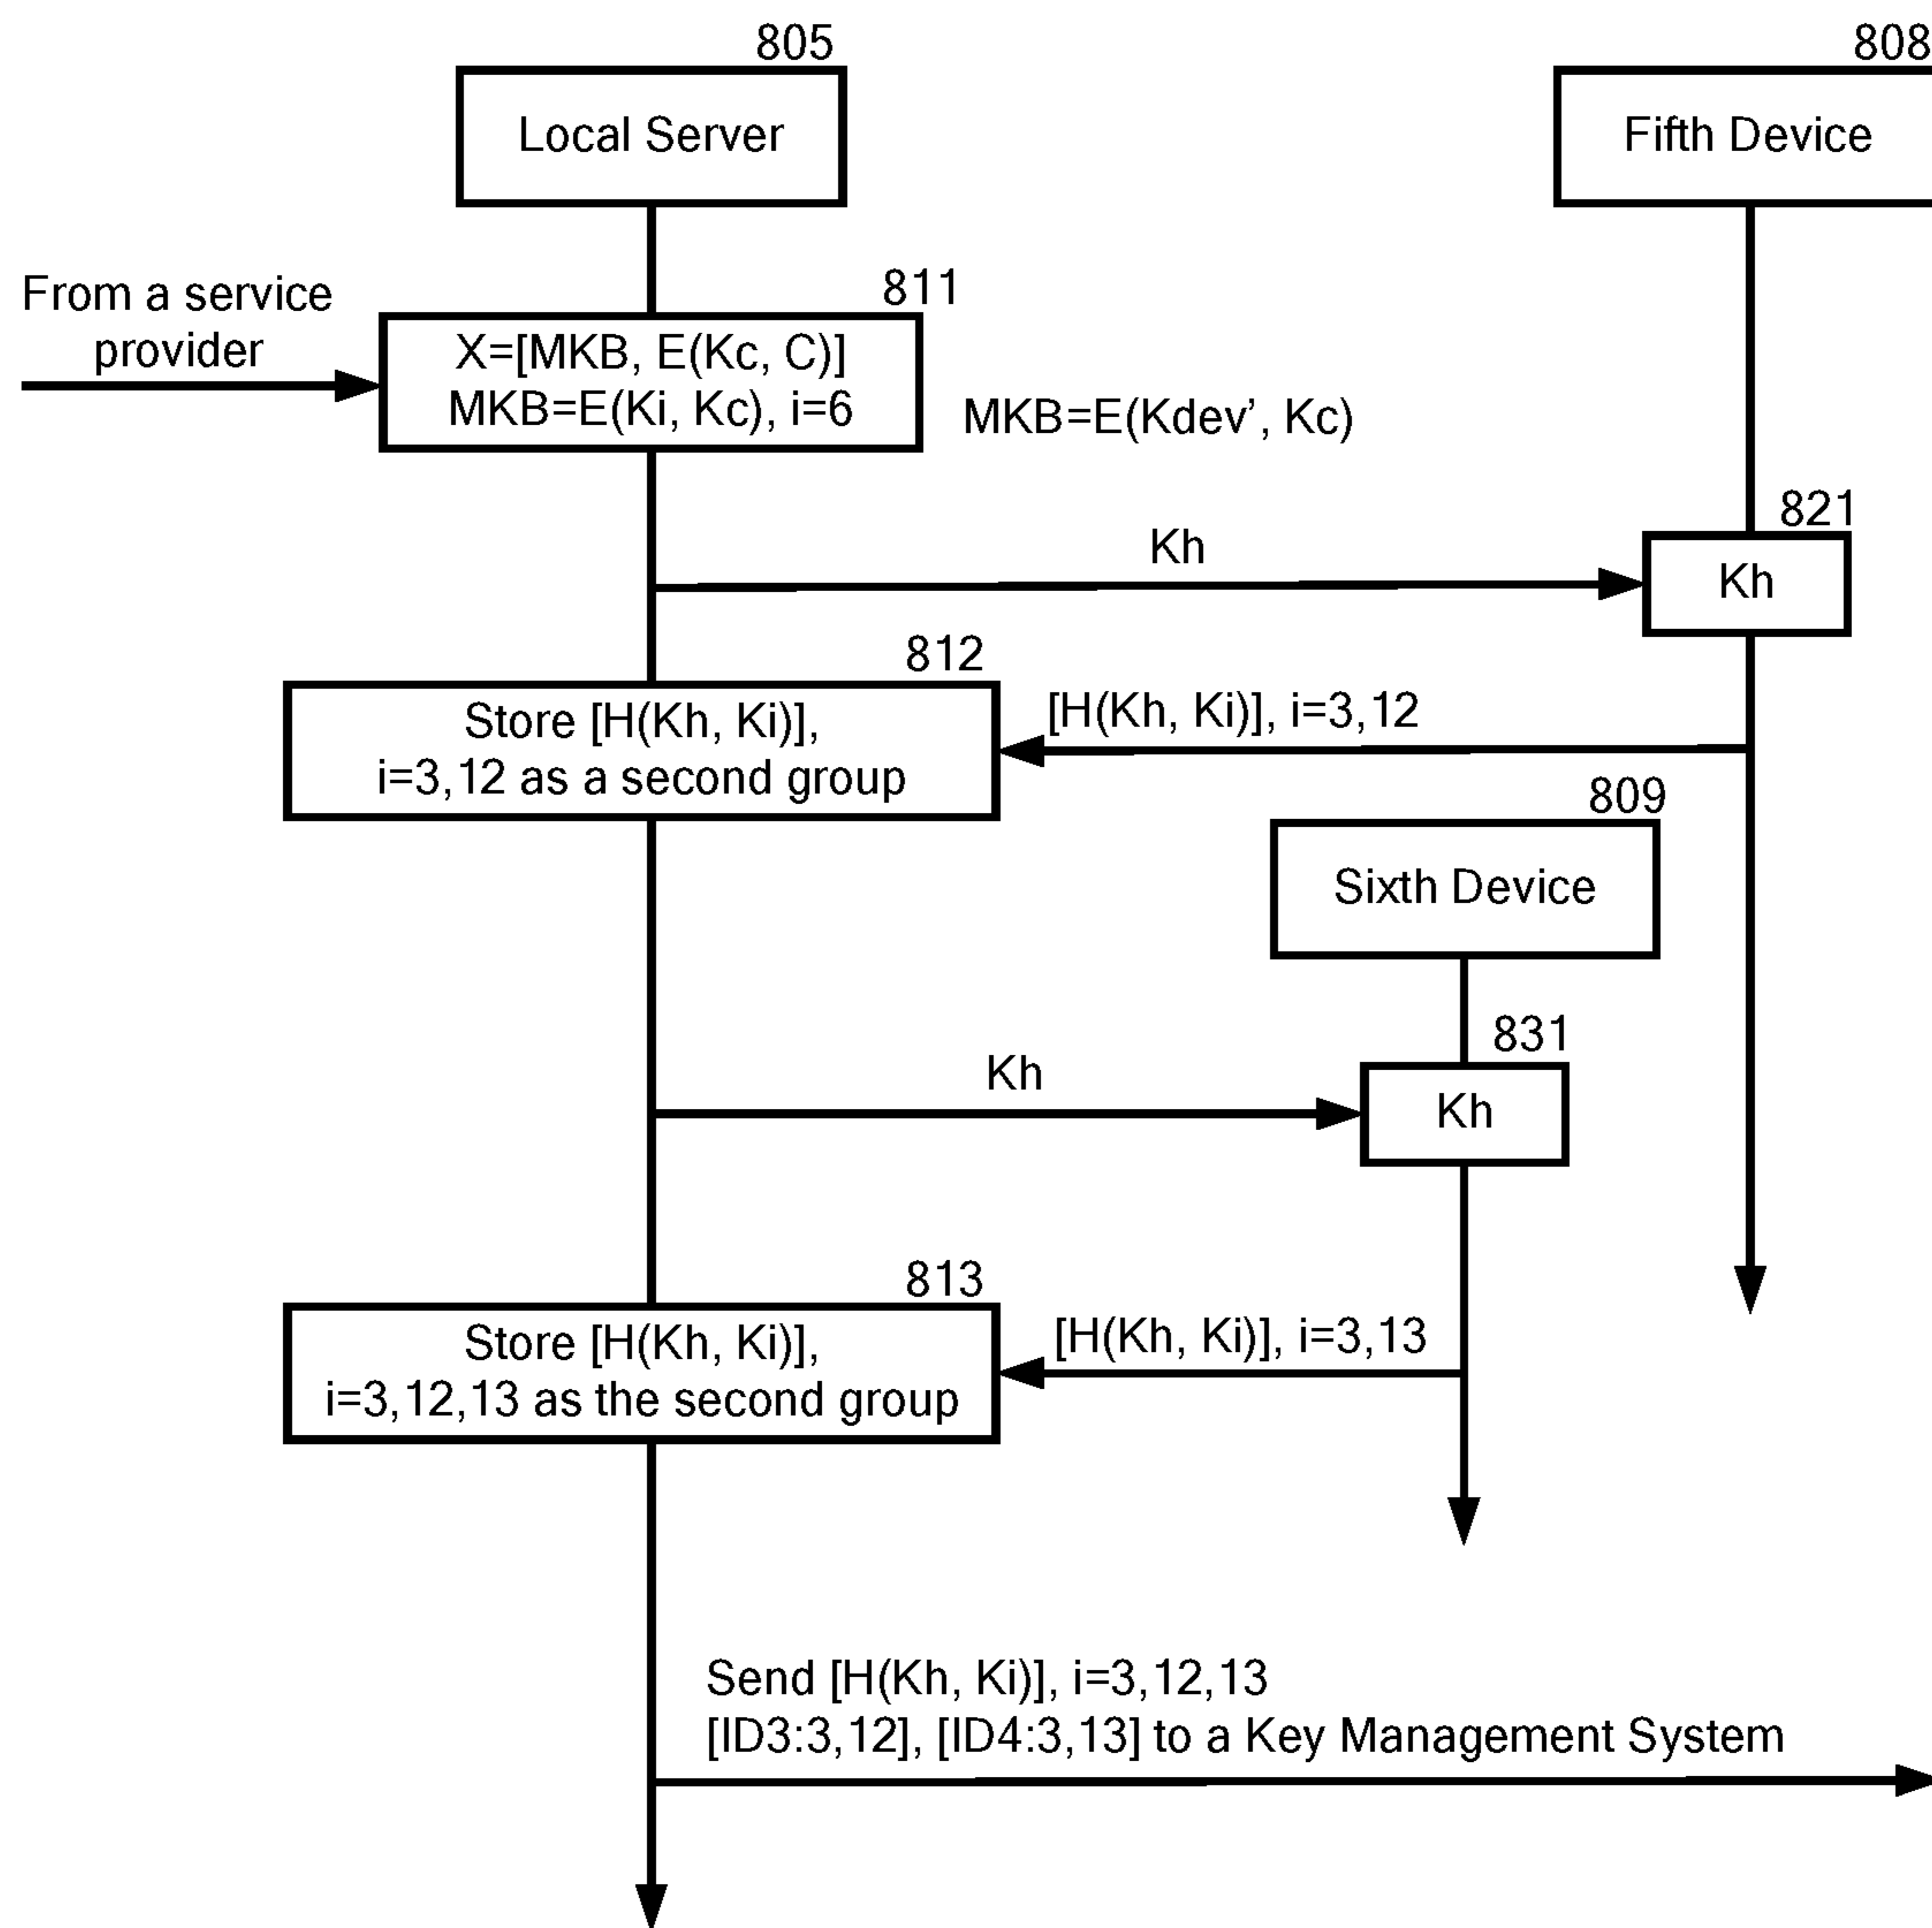 805
808
Local Server
Fifth Device
From a service
provider
811
X=[MKB, E(Kc, C)]
MKB=E(Ki, Kc), i=6
MKB=E(Kdev’, Kc)
821
Kh
Kh
812
Store [H(Kh, Ki)],
i=3,12 as a second group
[H(Kh, Ki)], i=3,12
809
Sixth Device
831
Kh
Kh
813
Store [H(Kh, Ki)],
i=3,12,13 as the second group
[H(Kh, Ki)], i=3,13
Send [H(Kh, Ki)], i=3,12,13
[ID3:3,12], [ID4:3,13] to a Key Management System